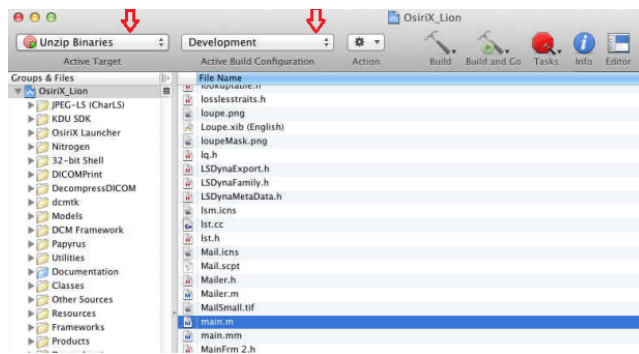 OsiriX_Lion
Unzip Binaries
Development
Active Target
Active Build Configuration
Action
Build
Build and Go
Tasks
Info
Editor
Groups & Files
OsiriX_Lion
JPEG-LS (CharLS)
KDU SDK
OsiriX Launcher
Nitrogen
32-bit Shell
DICOMPrint
DecompressDICOM
dcmtk
Models
DCM Framework
Papyrus
Utilities
Documentation
Classes
Other Sources
Resources
Frameworks
Products
File Name
lookuptable.h
losslesstraits.h
loupe.png
Loupe.xib (English)
loupeMask.png
lq.h
LSDynaExport.h
LSDynaFamily.h
LSDynaMetaData.h
lsm.icns
lst.cc
lst.h
Mail.icns
Mail.scpt
Mailer.h
Mailer.m
MailSmall.tif
main.m
main.mm
MainFrm 2.h